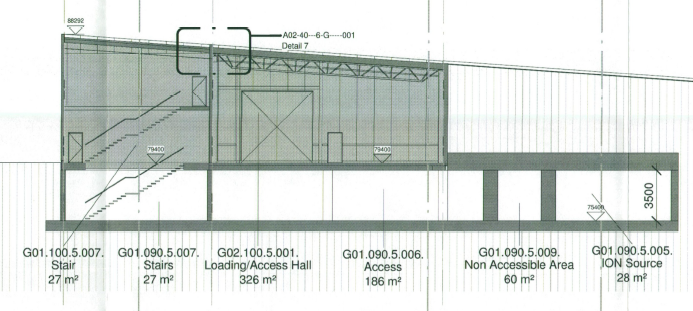 88292
A02-40---6-G-----001
Detail 7
79400
79400
75400
3500
G01.100.5.007.
Stair
27 m²
G01.090.5.007.
Stairs
27 m²
G02.100.5.001.
Loading/Access Hall
326 m²
G01.090.5.006.
Access
186 m²
G01.090.5.009.
Non Accessible Area
60 m²
G01.090.5.005.
ION Source
28 m²